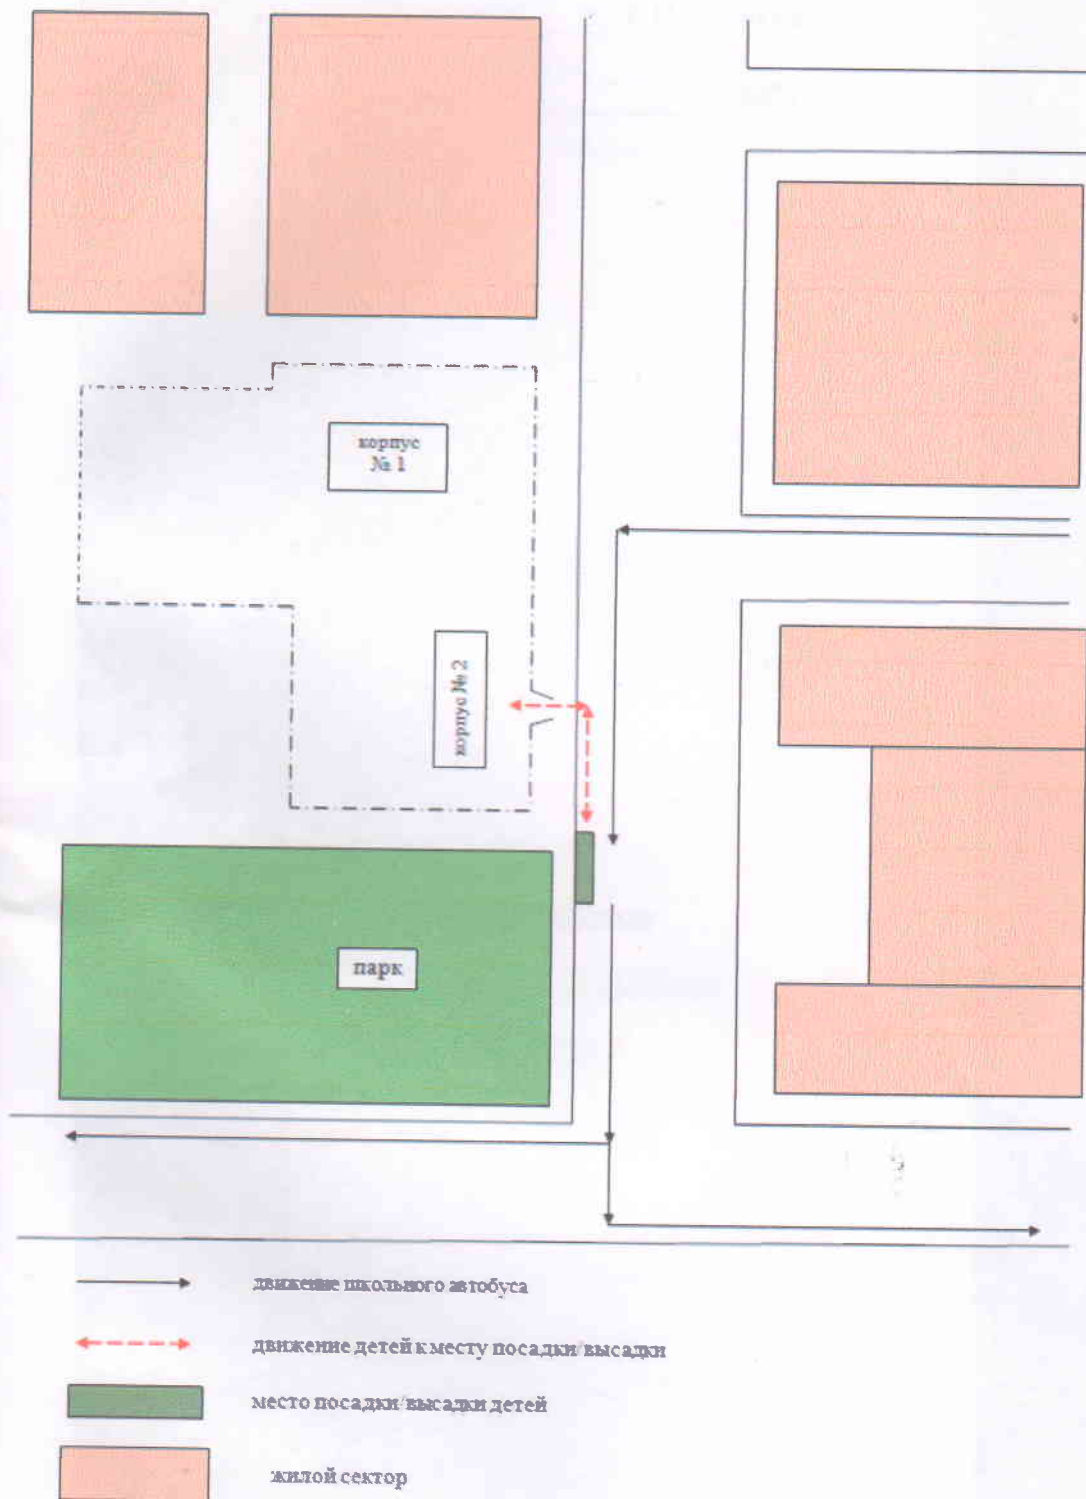 корпус
№ 1
корпус № 2
парк
движение школьного автобуса
движение детей к месту посадки/высадки
место посадки/высадки детей
жилой сектор